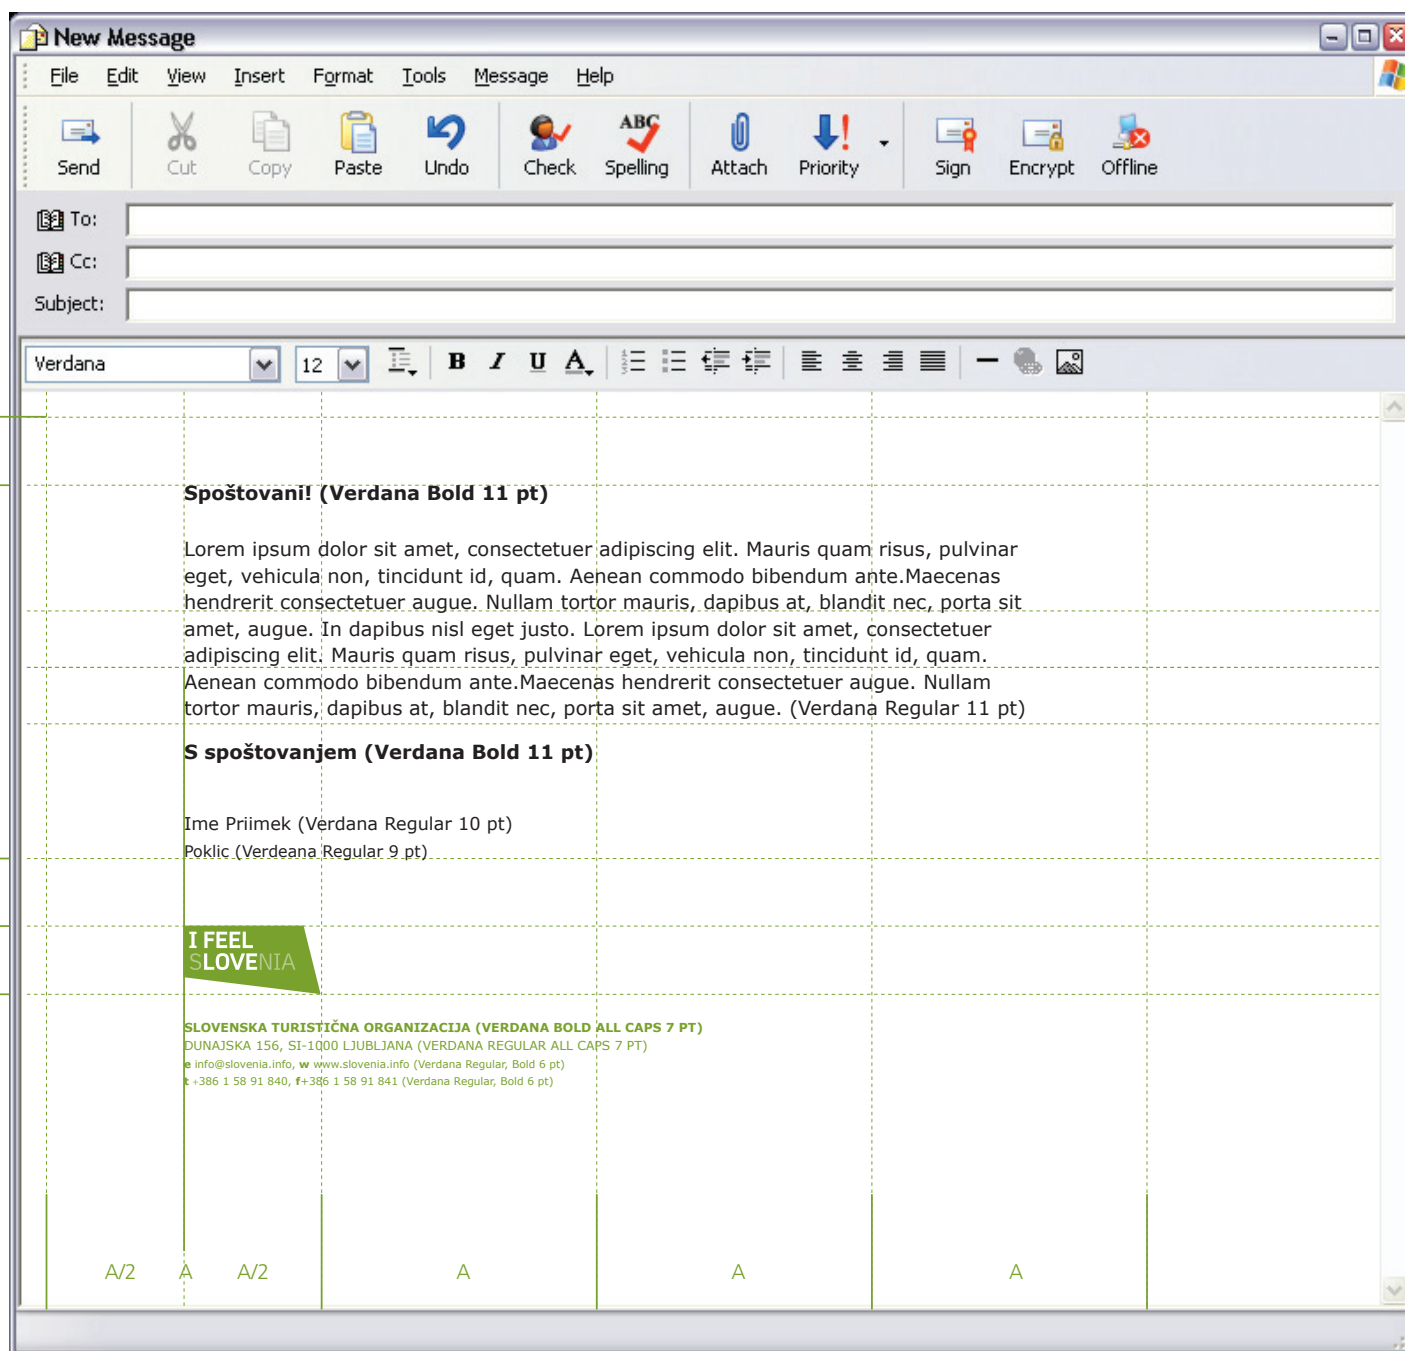 New Message
File Edit View Insert Format Tools Message Help
ABC
Send Cut Copy Paste Undo Check Spelling Attach Priority Sign Encrypt Offline
To:
Cc:
Subject:
Verdana 12 B I U A
Spoštovani! (Verdana Bold 11 pt)
Lorem ipsum dolor sit amet, consectetuer adipiscing elit. Mauris quam risus, pulvinar
eget, vehicula non, tincidunt id, quam. Aenean commodo bibendum ante.Maecenas
hendrerit consectetuer augue. Nullam tortor mauris, dapibus at, blandit nec, porta sit
amet, augue. In dapibus nisl eget justo. Lorem ipsum dolor sit amet, consectetuer
adipiscing elit. Mauris quam risus, pulvinar eget, vehicula non, tincidunt id, quam.
Aenean commodo bibendum ante.Maecenas hendrerit consectetuer augue. Nullam
tortor mauris, dapibus at, blandit nec, porta sit amet, augue. (Verdana Regular 11 pt)
S spoštovanjem (Verdana Bold 11 pt)
Ime Priimek (Verdana Regular 10 pt)
Poklic (Verdeana Regular 9 pt)
I FEEL
SLOVENIA
SLOVENSKA TURISTIČNA ORGANIZACIJA (VERDANA BOLD ALL CAPS 7 PT)
DUNAJSKA 156, SI-1000 LJUBLJANA (VERDANA REGULAR ALL CAPS 7 PT)
e info@slovenia.info, w www.slovenia.info (Verdana Regular, Bold 6 pt)
t +386 1 58 91 840, f+386 1 58 91 841 (Verdana Regular, Bold 6 pt)
A/2 A A/2 A A A